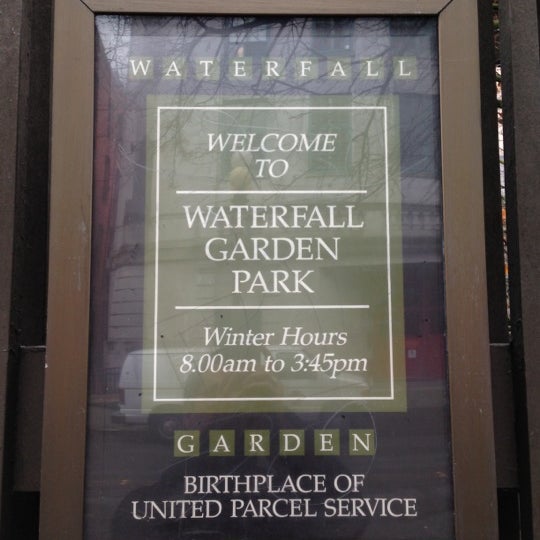 WATERFALL
WELCOME
TO
WATERFALL
GARDEN
PARK
Winter Hours
8.00am to 3:45pm
GARDEN
BIRTHPLACE OF
UNITED PARCEL SERVICE